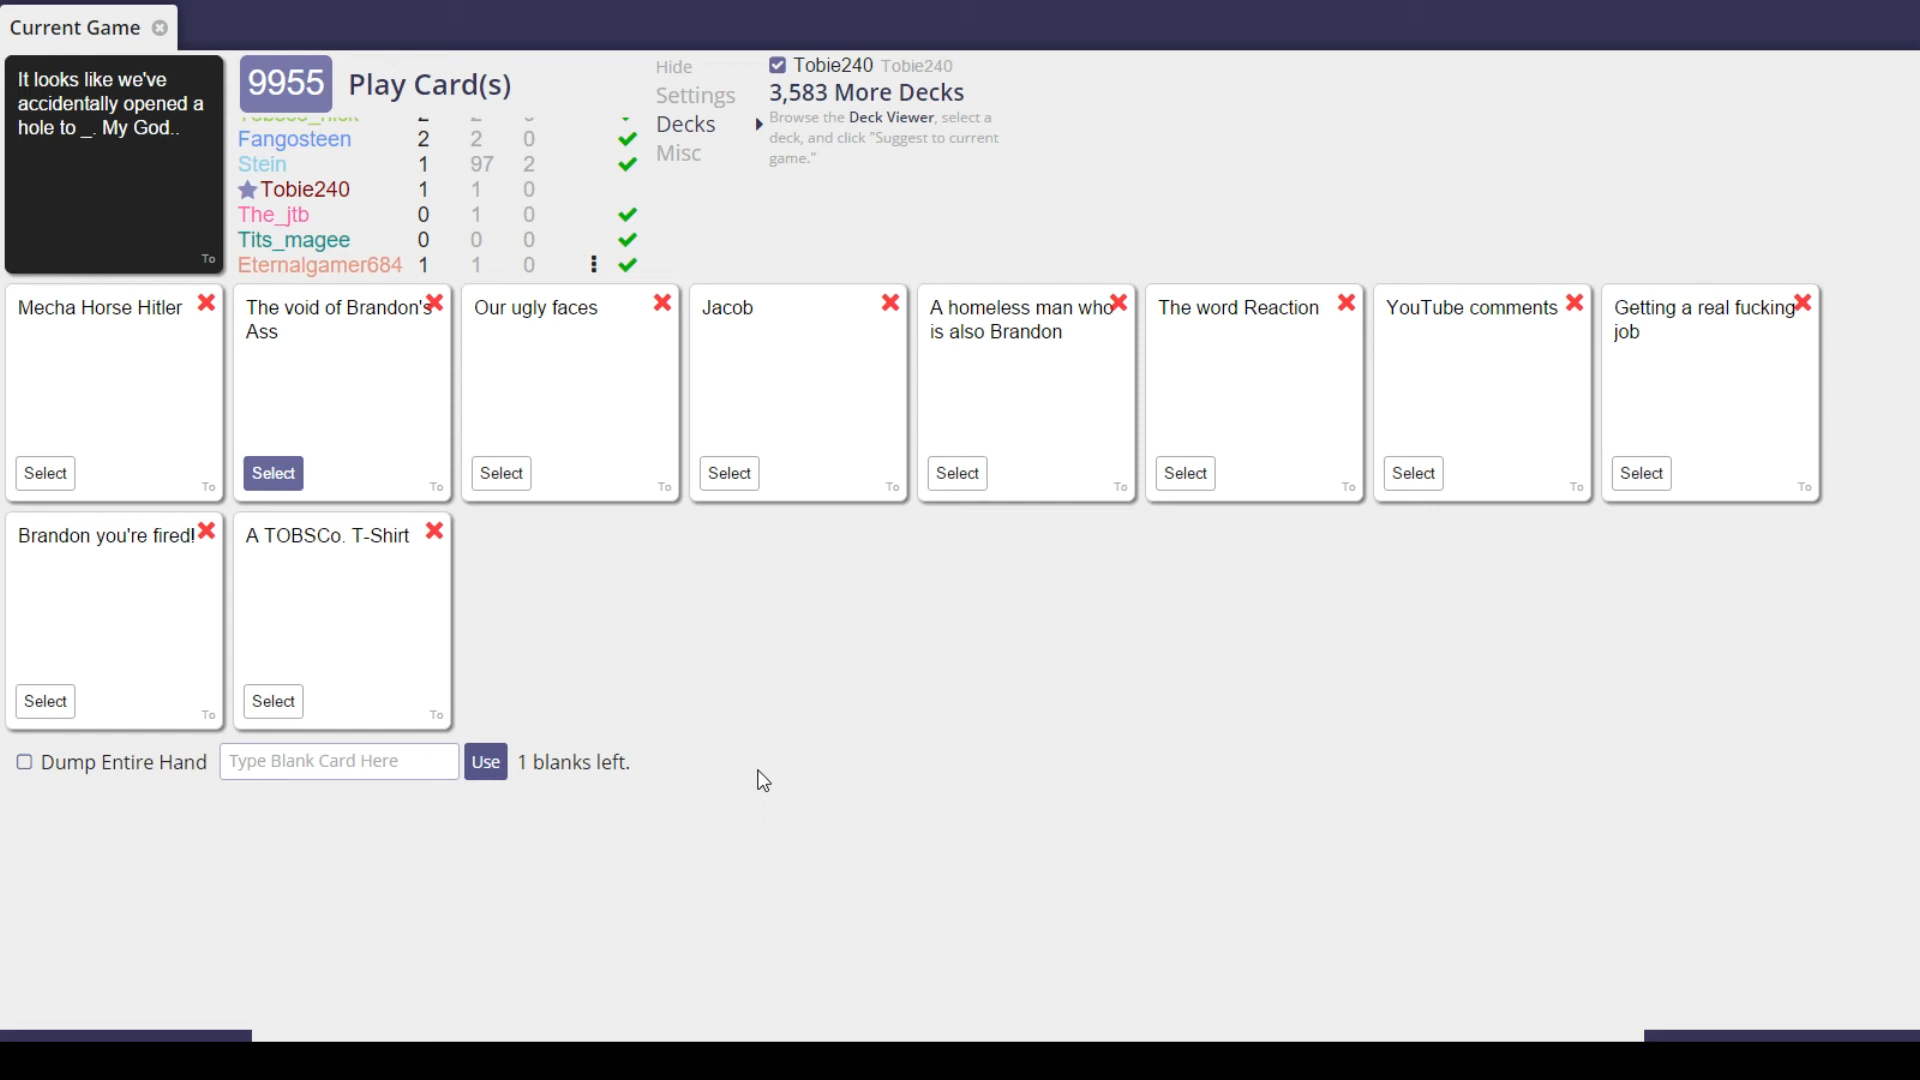 Current Game
It looks like we've
accidentally opened a
hole to _. My God..
To
9955 Play Card(s)
Fangosteen 2 2 0
Stein 1 97 2
Tobie240 1 1 0
The_jtb 0 1 0
Tits_magee 0 0 0
Eternalgamer684 1 1 0
Hide
Settings
Decks
Misc
Tobie240 Tobie240
3,583 More Decks
Browse the Deck Viewer, select a
deck, and click "Suggest to current
game."
Mecha Horse Hitler
Select
To
The void of Brandon's
Ass
Select
To
Our ugly faces
Select
To
Jacob
Select
To
A homeless man who
is also Brandon
Select
To
The word Reaction
Select
To
YouTube comments
Select
To
Getting a real fucking
job
Select
To
Brandon you're fired!
Select
To
A TOBSCo. T-Shirt
Select
To
Dump Entire Hand Type Blank Card Here Use 1 blanks left.